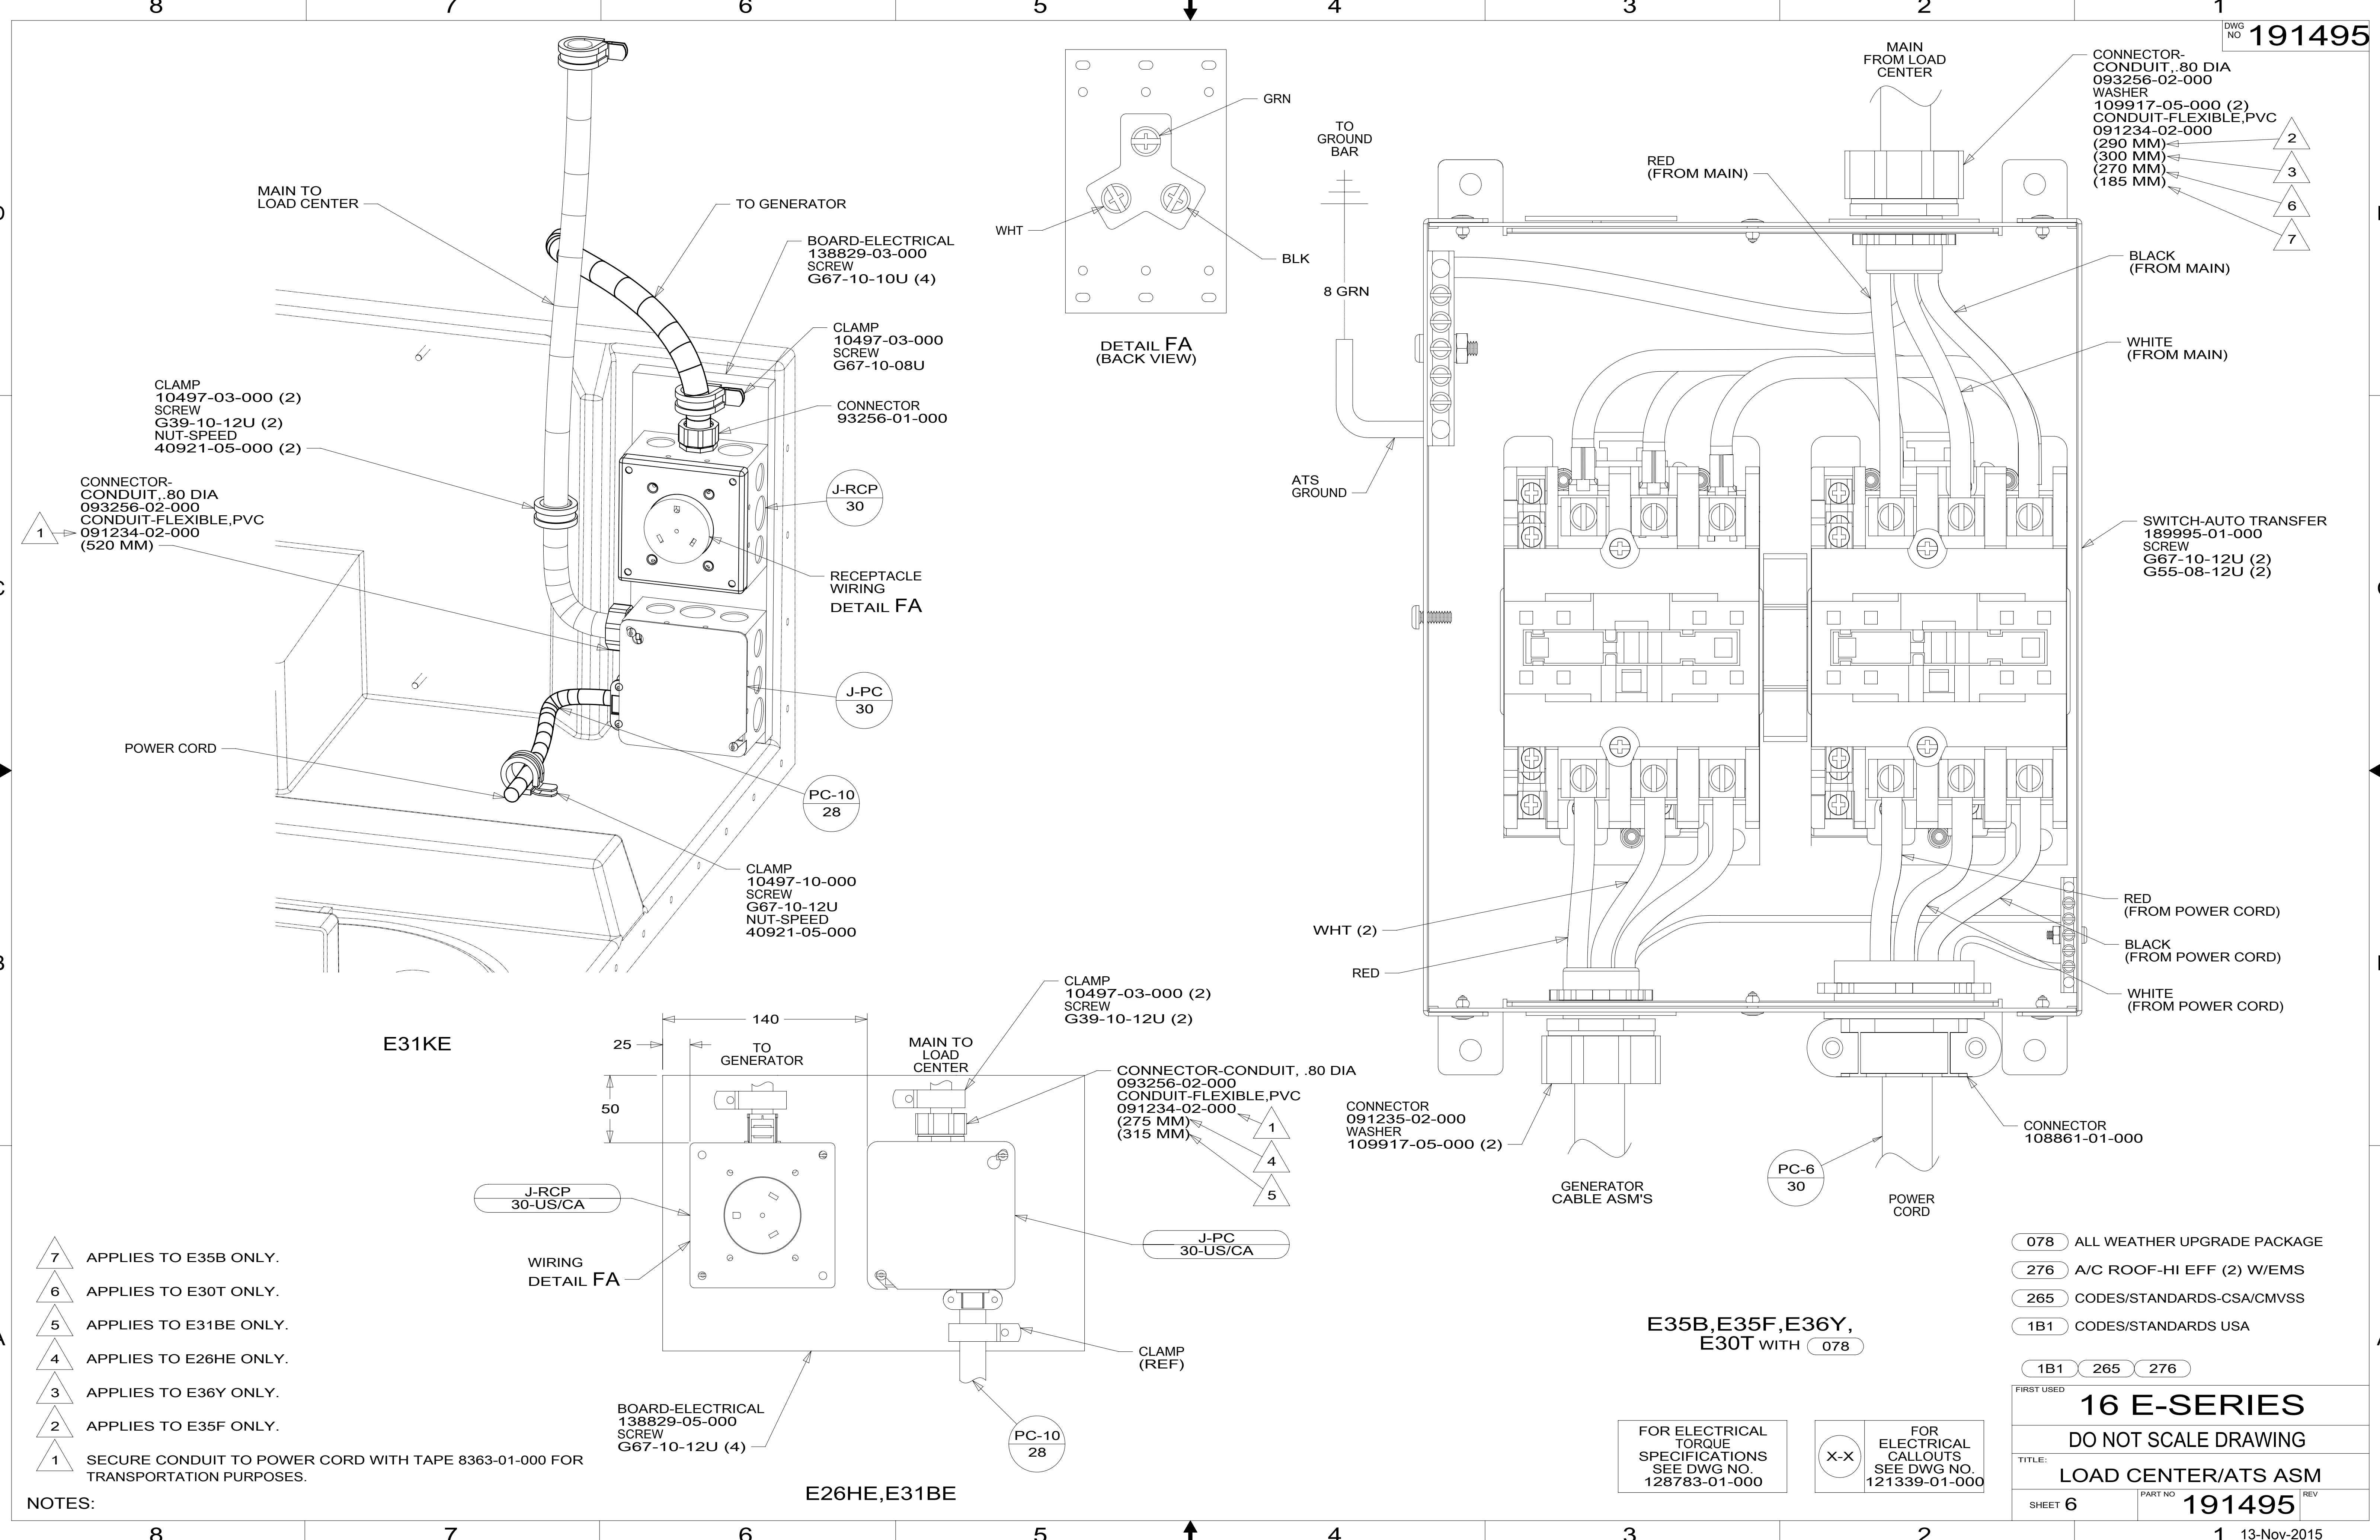 8 7 6 5 4 3 2 1
DWG NO 191495
MAIN TO
LOAD CENTER
TO GENERATOR
BOARD-ELECTRICAL
138829-03-000
SCREW
G67-10-10U (4)
CLAMP
10497-03-000
SCREW
G67-10-08U
CONNECTOR
93256-01-000
CLAMP
10497-03-000 (2)
SCREW
G39-10-12U (2)
NUT-SPEED
40921-05-000 (2)
CONNECTOR-
CONDUIT,.80 DIA
093256-02-000
CONDUIT-FLEXIBLE,PVC
1 091234-02-000
(520 MM)
J-RCP
30
RECEPTACLE
WIRING
DETAIL FA
J-PC
30
POWER CORD
PC-10
28
CLAMP
10497-10-000
SCREW
G67-10-12U
NUT-SPEED
40921-05-000
E31KE
GRN
WHT
BLK
DETAIL FA
(BACK VIEW)
TO
GROUND
BAR
8 GRN
ATS
GROUND
MAIN
FROM LOAD
CENTER
RED
(FROM MAIN)
CONNECTOR-
CONDUIT,.80 DIA
093256-02-000
WASHER
109917-05-000 (2)
CONDUIT-FLEXIBLE,PVC
091234-02-000
(290 MM) 2
(300 MM) 3
(270 MM) 6
(185 MM) 7
BLACK
(FROM MAIN)
WHITE
(FROM MAIN)
SWITCH-AUTO TRANSFER
189995-01-000
SCREW
G67-10-12U (2)
G55-08-12U (2)
WHT (2)
RED
RED
(FROM POWER CORD)
BLACK
(FROM POWER CORD)
WHITE
(FROM POWER CORD)
CONNECTOR
091235-02-000
WASHER
109917-05-000 (2)
GENERATOR
CABLE ASM'S
PC-6
30
POWER
CORD
CONNECTOR
108861-01-000
140
25
50
TO
GENERATOR
MAIN TO
LOAD
CENTER
CLAMP
10497-03-000 (2)
SCREW
G39-10-12U (2)
CONNECTOR-CONDUIT, .80 DIA
093256-02-000
CONDUIT-FLEXIBLE,PVC
091234-02-000 1
(275 MM) 4
(315 MM) 5
J-RCP
30-US/CA
WIRING
DETAIL FA
J-PC
30-US/CA
CLAMP
(REF)
BOARD-ELECTRICAL
138829-05-000
SCREW
G67-10-12U (4)
PC-10
28
E26HE,E31BE
7 APPLIES TO E35B ONLY.
6 APPLIES TO E30T ONLY.
5 APPLIES TO E31BE ONLY.
4 APPLIES TO E26HE ONLY.
3 APPLIES TO E36Y ONLY.
2 APPLIES TO E35F ONLY.
1 SECURE CONDUIT TO POWER CORD WITH TAPE 8363-01-000 FOR
TRANSPORTATION PURPOSES.
NOTES:
E35B,E35F,E36Y,
E30T WITH 078
078 ALL WEATHER UPGRADE PACKAGE
276 A/C ROOF-HI EFF (2) W/EMS
265 CODES/STANDARDS-CSA/CMVSS
1B1 CODES/STANDARDS USA
1B1 265 276
FOR ELECTRICAL
TORQUE
SPECIFICATIONS
SEE DWG NO.
128783-01-000
X-X
FOR
ELECTRICAL
CALLOUTS
SEE DWG NO.
121339-01-000
FIRST USED
16 E-SERIES
DO NOT SCALE DRAWING
TITLE:
LOAD CENTER/ATS ASM
SHEET 6 PART NO 191495 REV
8 7 6 5 4 3 2 1
13-Nov-2015